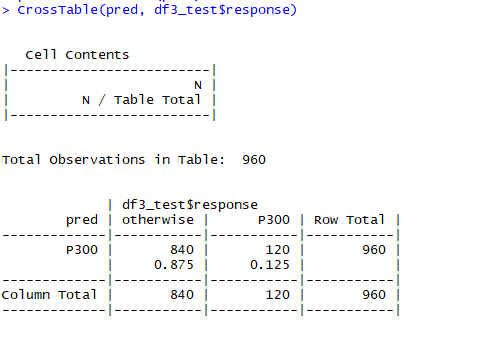 > CrossTable(pred, df3_test$response)
Cell Contents
|-------------------------|
| N |
| N / Table Total |
|-------------------------|
Total Observations in Table: 960
| df3_test$response
pred | otherwise | P300 | Row Total |
-------------|-----------|-----------|-----------|
P300 | 840 | 120 | 960 |
| 0.875 | 0.125 | |
-------------|-----------|-----------|-----------|
Column Total | 840 | 120 | 960 |
-------------|-----------|-----------|-----------|